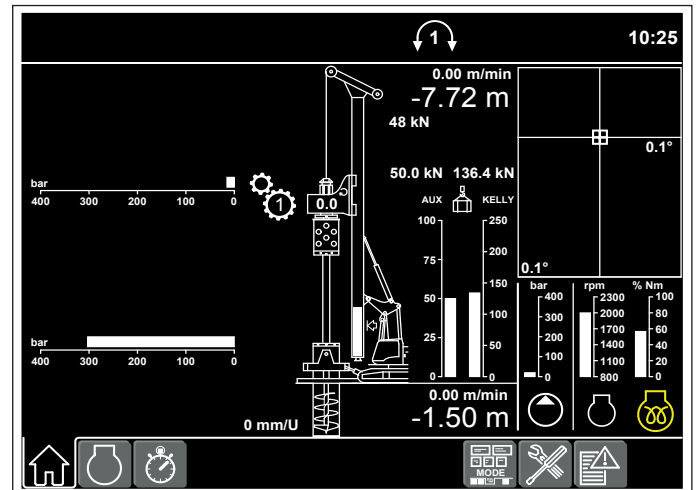 1 10:25
0.00 m/min
-7.72 m
48 kN
0.1°
50.0 kN 136.4 kN
bar
400 300 200 100 0
1
0.0
AUX KELLY
100 250
75 200
50 150
25 100
0 50
0
0.1°
bar rpm % Nm
400 2300 100
300 2000 80
200 1700 60
100 1400 40
0 1100 20
800 0
bar
400 300 200 100 0
0.00 m/min
-1.50 m
0 mm/U
MODE